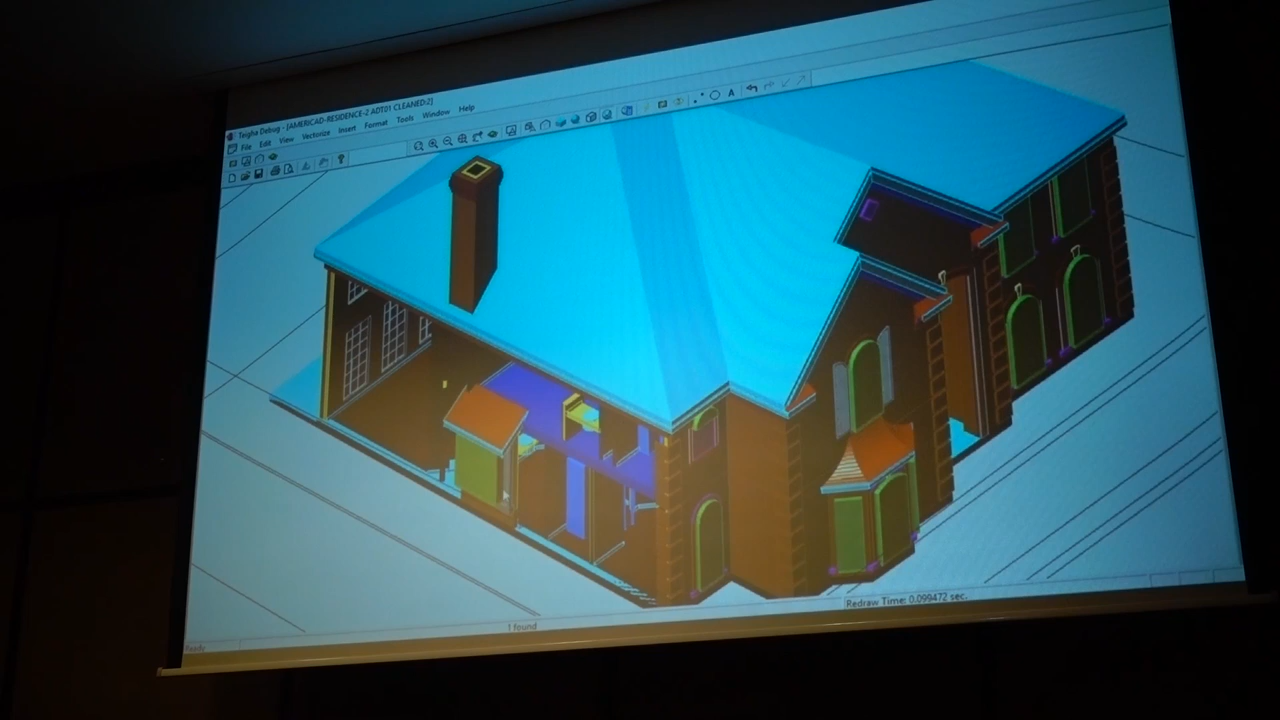 Teigha Debug - [AMERICAD-RESIDENCE-2 ADT01 CLEANED:2]
File Edit View Vectorize Insert Format Tools Window Help
A
1 found
Redraw Time: 0.099472 sec.
Ready